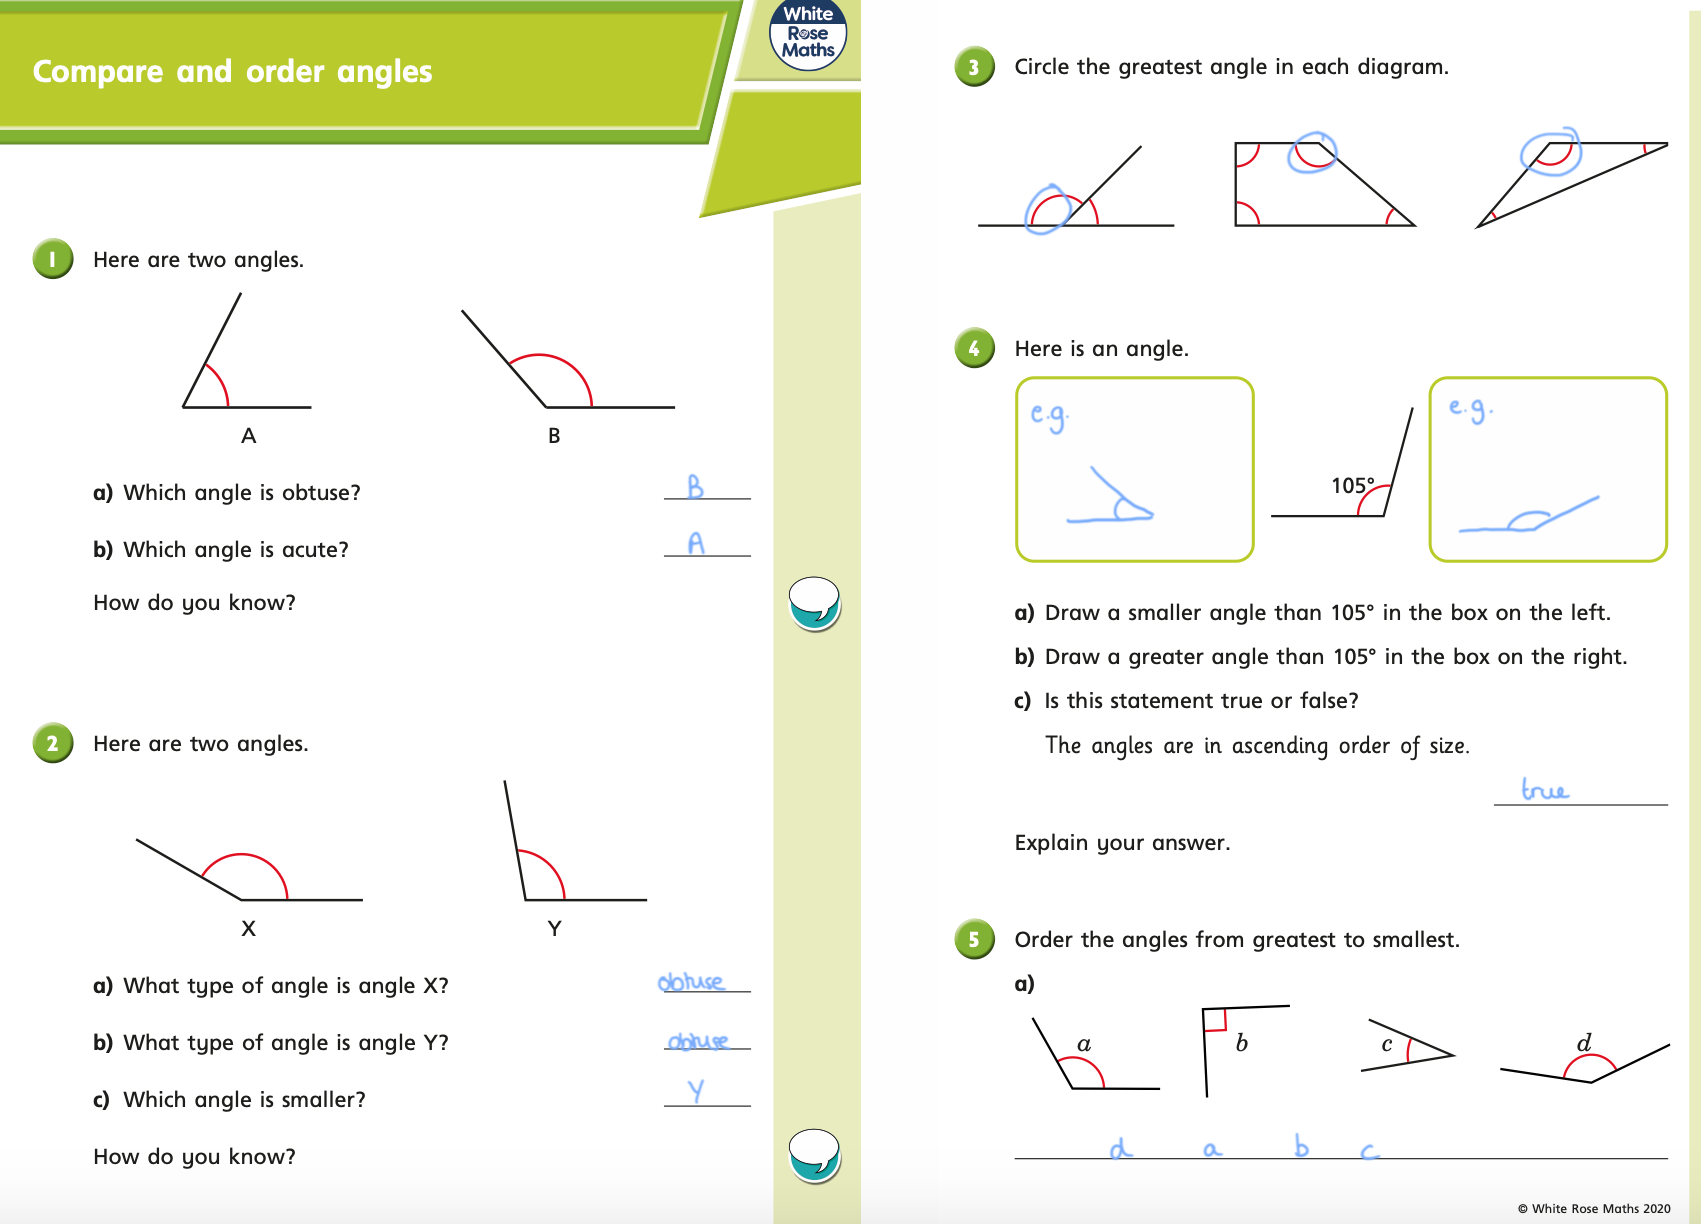 Compare and order angles
White
Rose
Maths
1 Here are two angles.
A B
a) Which angle is obtuse? B
b) Which angle is acute? A
How do you know?
2 Here are two angles.
X Y
a) What type of angle is angle X? obtuse
b) What type of angle is angle Y? obtuse
c) Which angle is smaller? Y
How do you know?
3 Circle the greatest angle in each diagram.
4 Here is an angle.
e.g. 105° e.g.
a) Draw a smaller angle than 105° in the box on the left.
b) Draw a greater angle than 105° in the box on the right.
c) Is this statement true or false?
The angles are in ascending order of size.
true
Explain your answer.
5 Order the angles from greatest to smallest.
a)
a b c d
d a b c
© White Rose Maths 2020